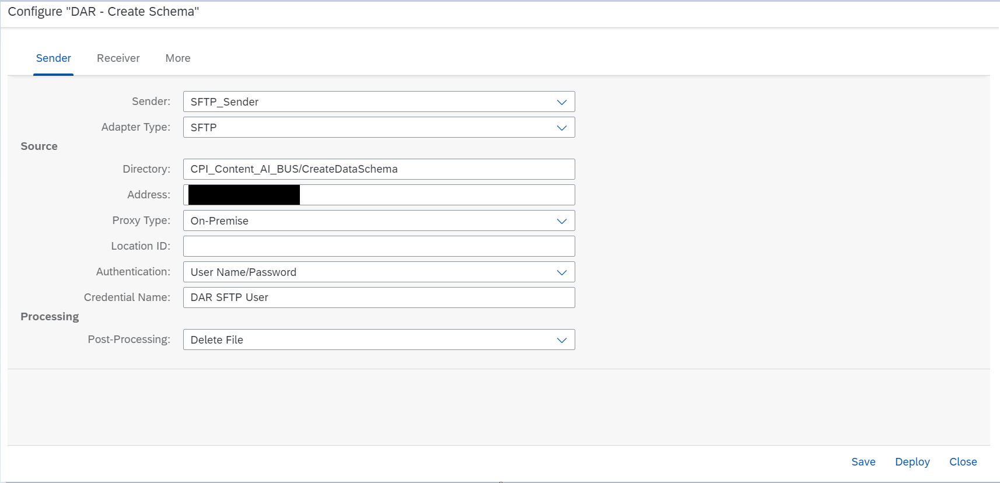 Configure "DAR - Create Schema"
Sender Receiver More
Sender: SFTP_Sender
Adapter Type: SFTP
Source
Directory: CPI_Content_AI_BUS/CreateDataSchema
Address:
Proxy Type: On-Premise
Location ID:
Authentication: User Name/Password
Credential Name: DAR SFTP User
Processing
Post-Processing: Delete File
Save Deploy Close